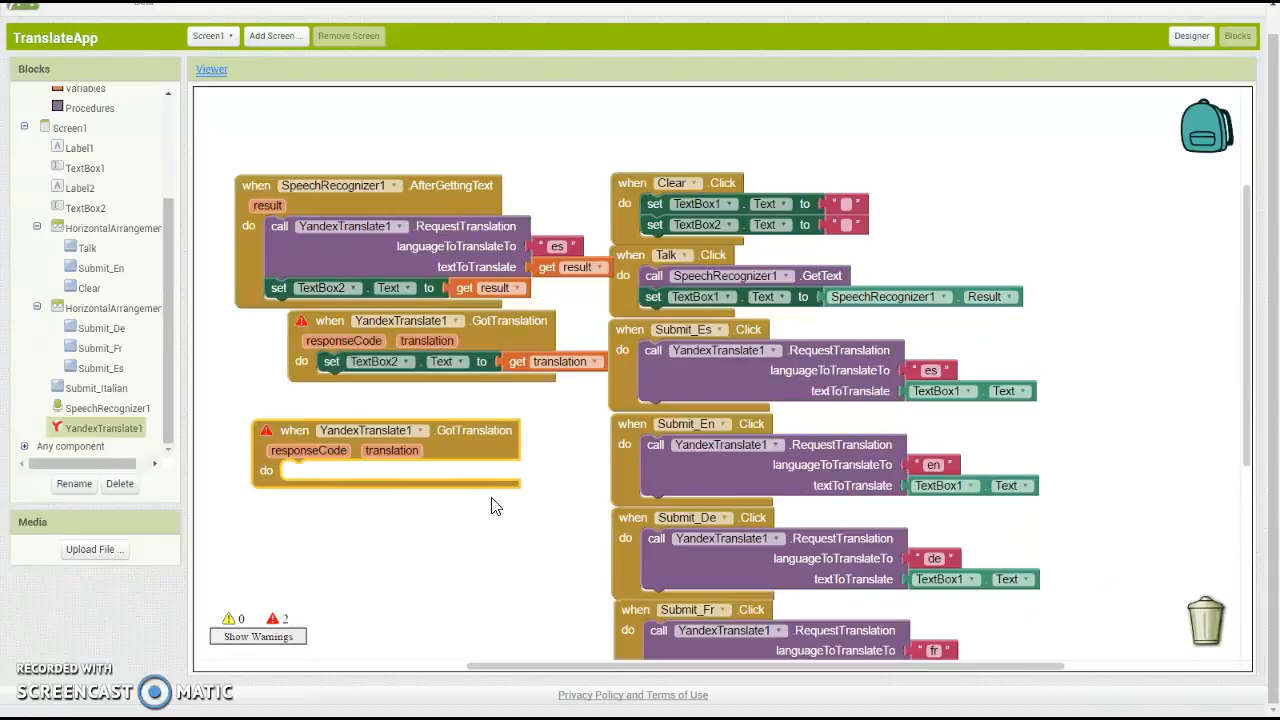 Beta
TranslateApp
Screen1
Add Screen ...
Remove Screen
Designer
Blocks
Blocks
Variables
Procedures
Screen1
Label1
TextBox1
Label2
TextBox2
HorizontalArrangemer
Talk
Submit_En
Clear
HorizontalArrangemer
Submit_De
Submit_Fr
Submit_Es
Submit_Italian
SpeechRecognizer1
YandexTranslate1
Any component
Rename
Delete
Media
Upload File ...
Viewer
when SpeechRecognizer1 .AfterGettingText
result
do call YandexTranslate1 .RequestTranslation
languageToTranslateTo " es "
textToTranslate get result
set TextBox2 . Text to get result
when YandexTranslate1 .GotTranslation
responseCode translation
do set TextBox2 . Text to get translation
when YandexTranslate1 .GotTranslation
responseCode translation
do
0 2
Show Warnings
when Clear .Click
do set TextBox1 . Text to " "
set TextBox2 . Text to " "
when Talk .Click
do call SpeechRecognizer1 .GetText
set TextBox1 . Text to SpeechRecognizer1 . Result
when Submit_Es .Click
do call YandexTranslate1 .RequestTranslation
languageToTranslateTo " es "
textToTranslate TextBox1 . Text
when Submit_En .Click
do call YandexTranslate1 .RequestTranslation
languageToTranslateTo " en "
textToTranslate TextBox1 . Text
when Submit_De .Click
do call YandexTranslate1 .RequestTranslation
languageToTranslateTo " de "
textToTranslate TextBox1 . Text
when Submit_Fr .Click
do call YandexTranslate1 .RequestTranslation
languageToTranslateTo " fr "
RECORDED WITH
SCREENCAST MATIC
Privacy Policy and Terms of Use